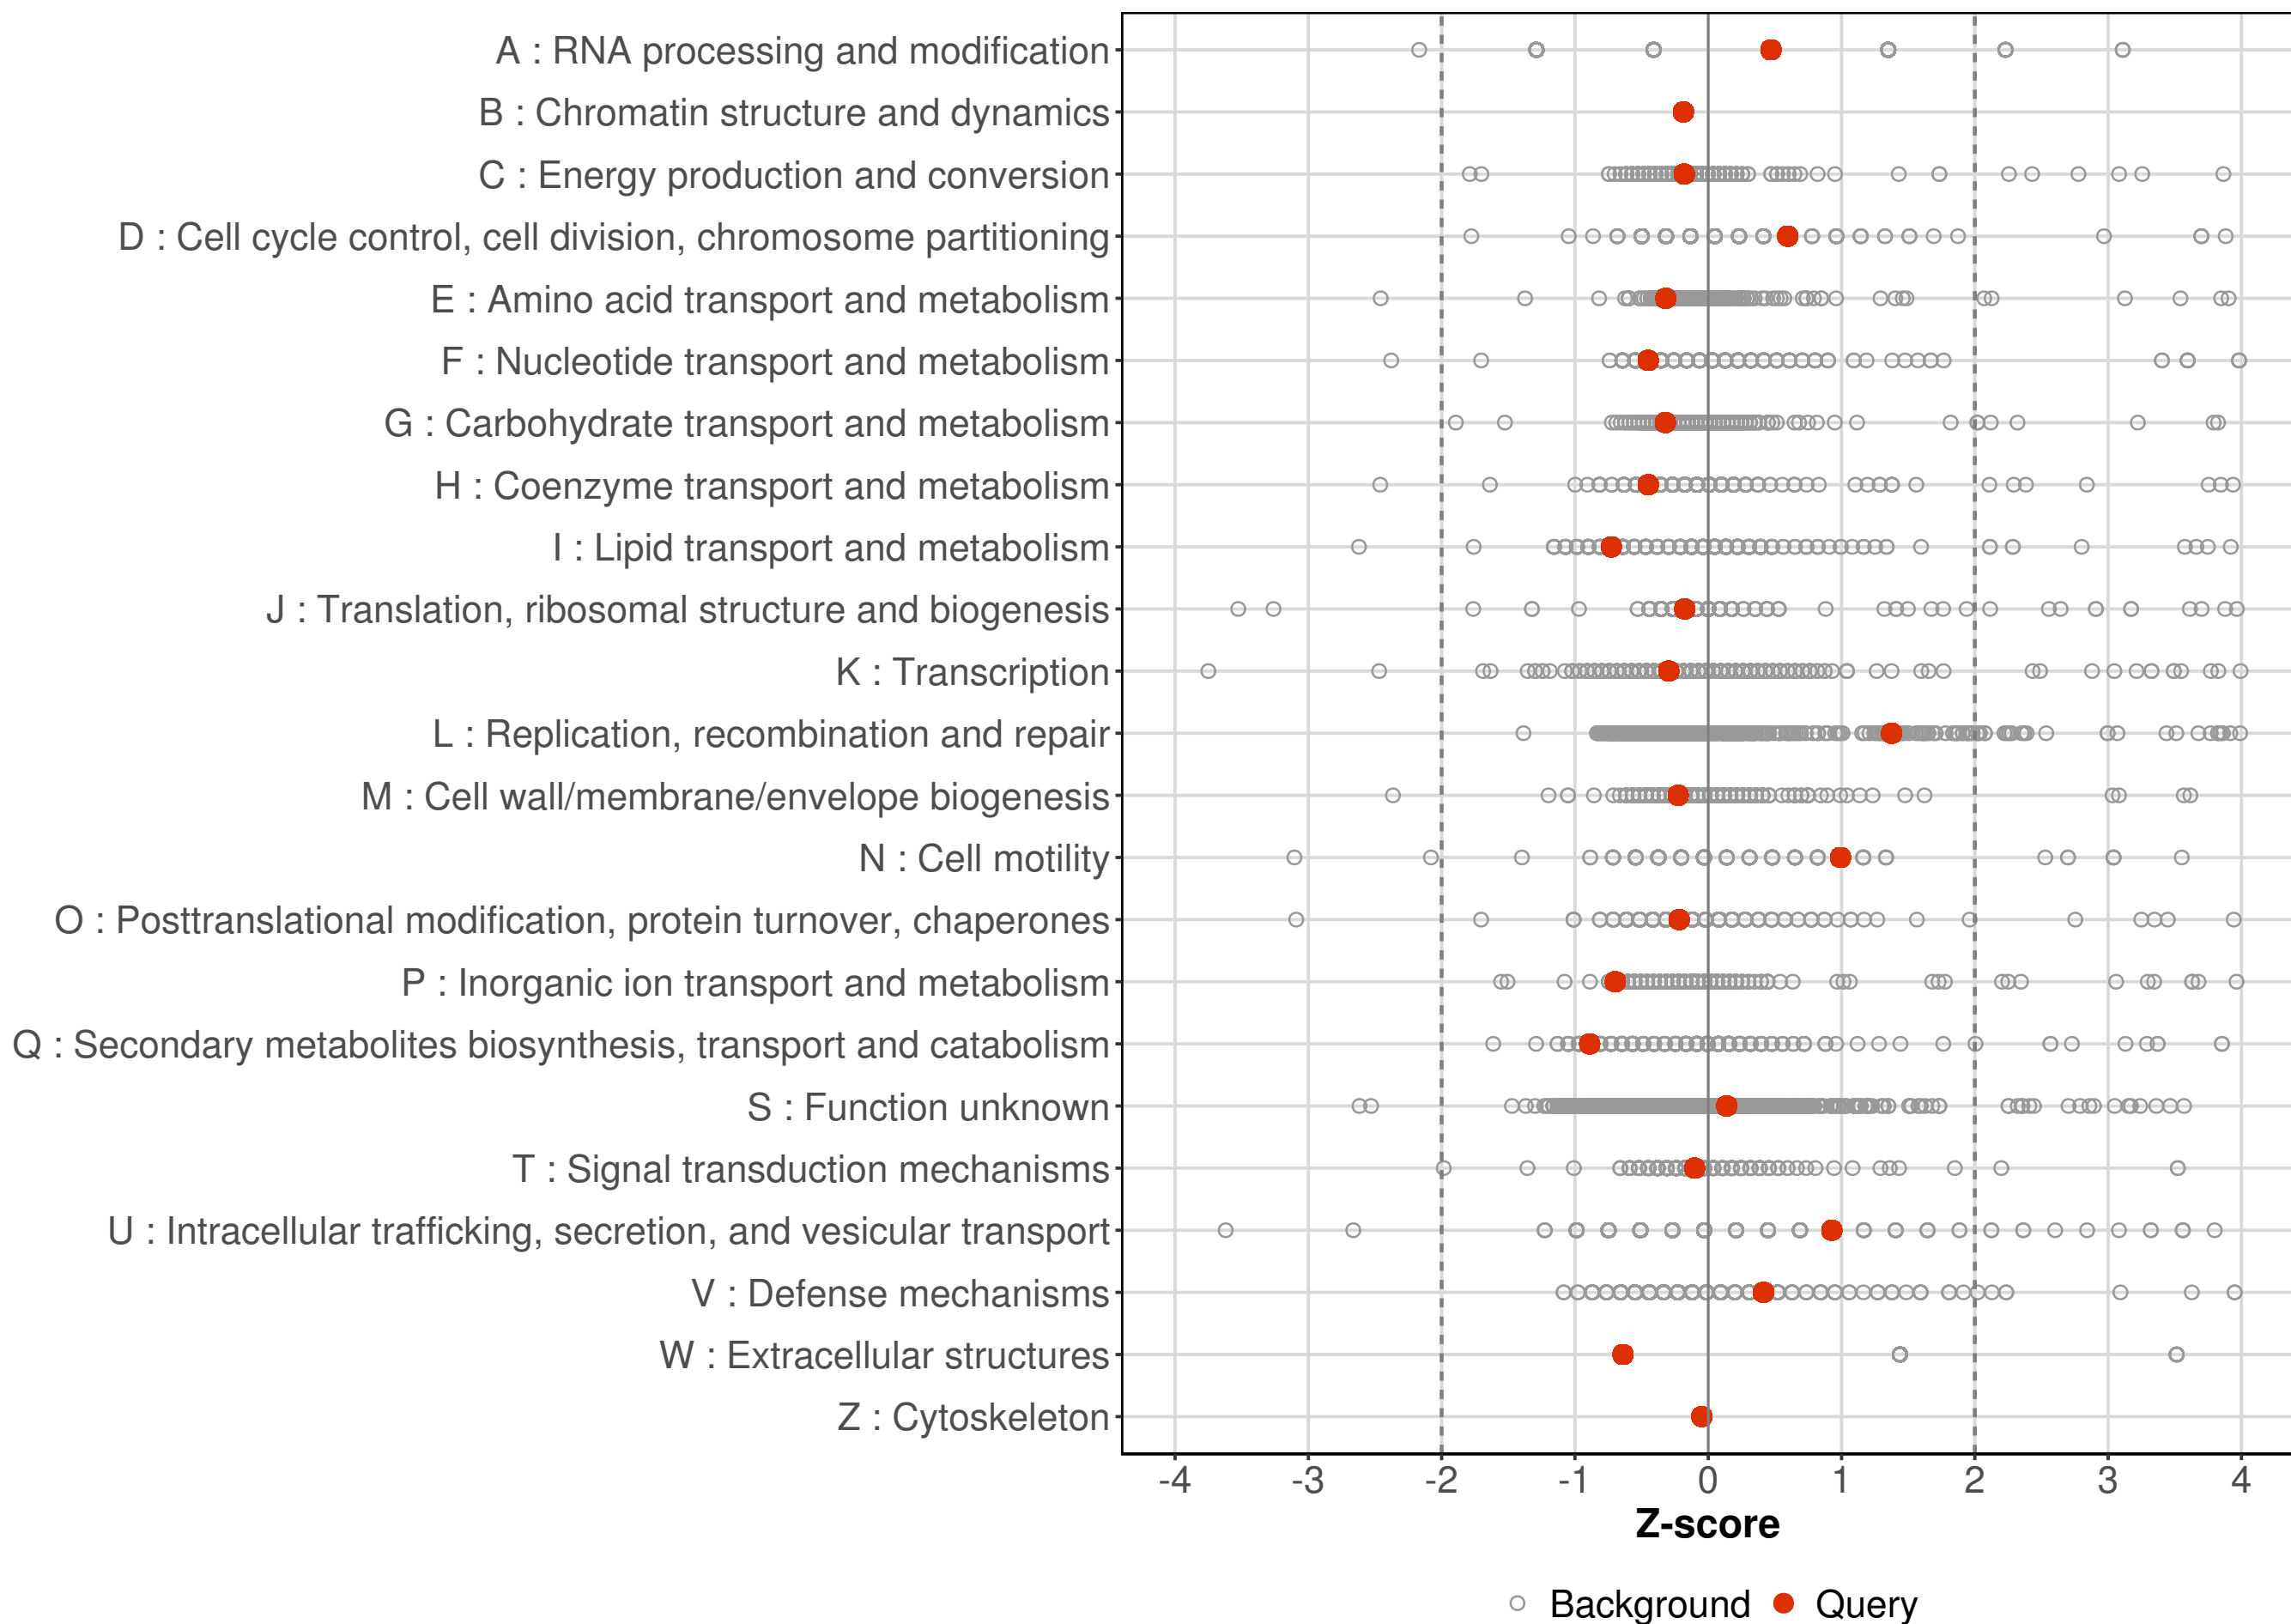 A : RNA processing and modification
B : Chromatin structure and dynamics
C : Energy production and conversion
D : Cell cycle control, cell division, chromosome partitioning
E : Amino acid transport and metabolism
F : Nucleotide transport and metabolism
G : Carbohydrate transport and metabolism
H : Coenzyme transport and metabolism
I : Lipid transport and metabolism
J : Translation, ribosomal structure and biogenesis
K : Transcription
L : Replication, recombination and repair
M : Cell wall/membrane/envelope biogenesis
N : Cell motility
O : Posttranslational modification, protein turnover, chaperones
P : Inorganic ion transport and metabolism
Q : Secondary metabolites biosynthesis, transport and catabolism
S : Function unknown
T : Signal transduction mechanisms
U : Intracellular trafficking, secretion, and vesicular transport
V : Defense mechanisms
W : Extracellular structures
Z : Cytoskeleton
-4 -3 -2 -1 0 1 2 3 4
Z-score
Background Query